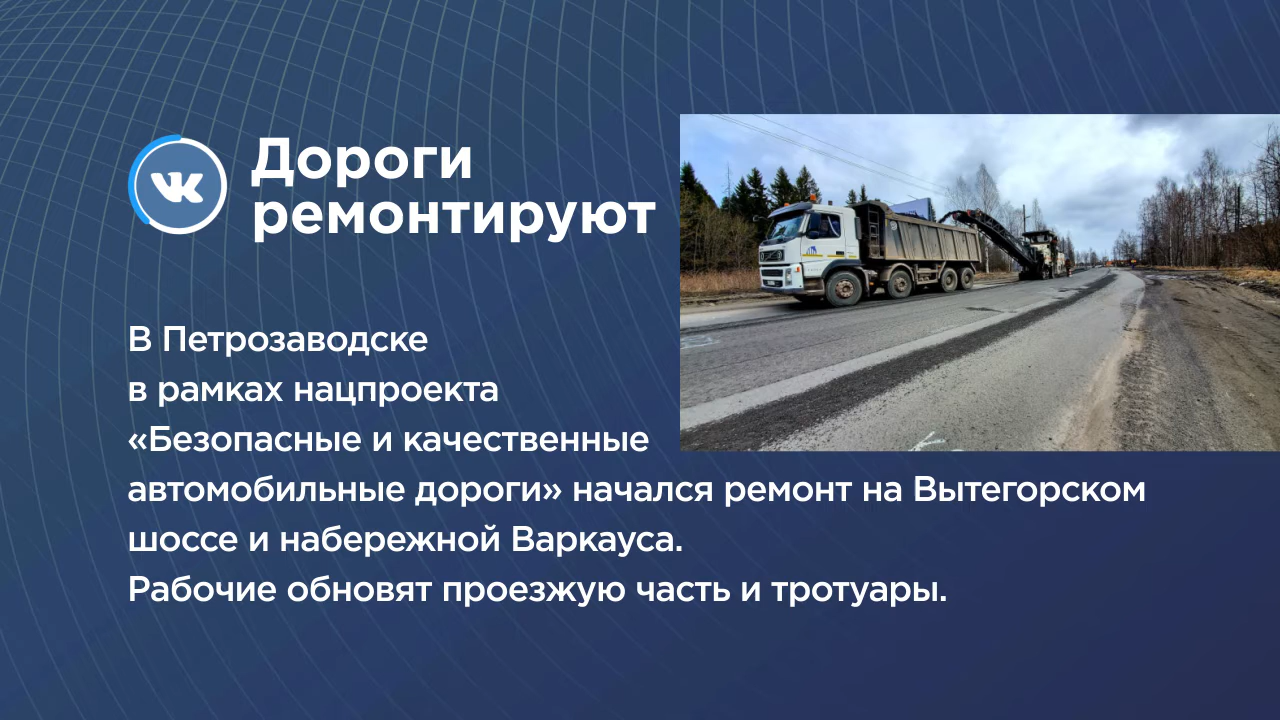 Дороги
ремонтируют
В Петрозаводске
в рамках нацпроекта
«Безопасные и качественные
автомобильные дороги» начался ремонт на Вытегорском
шоссе и набережной Варкауса.
Рабочие обновят проезжую часть и тротуары.